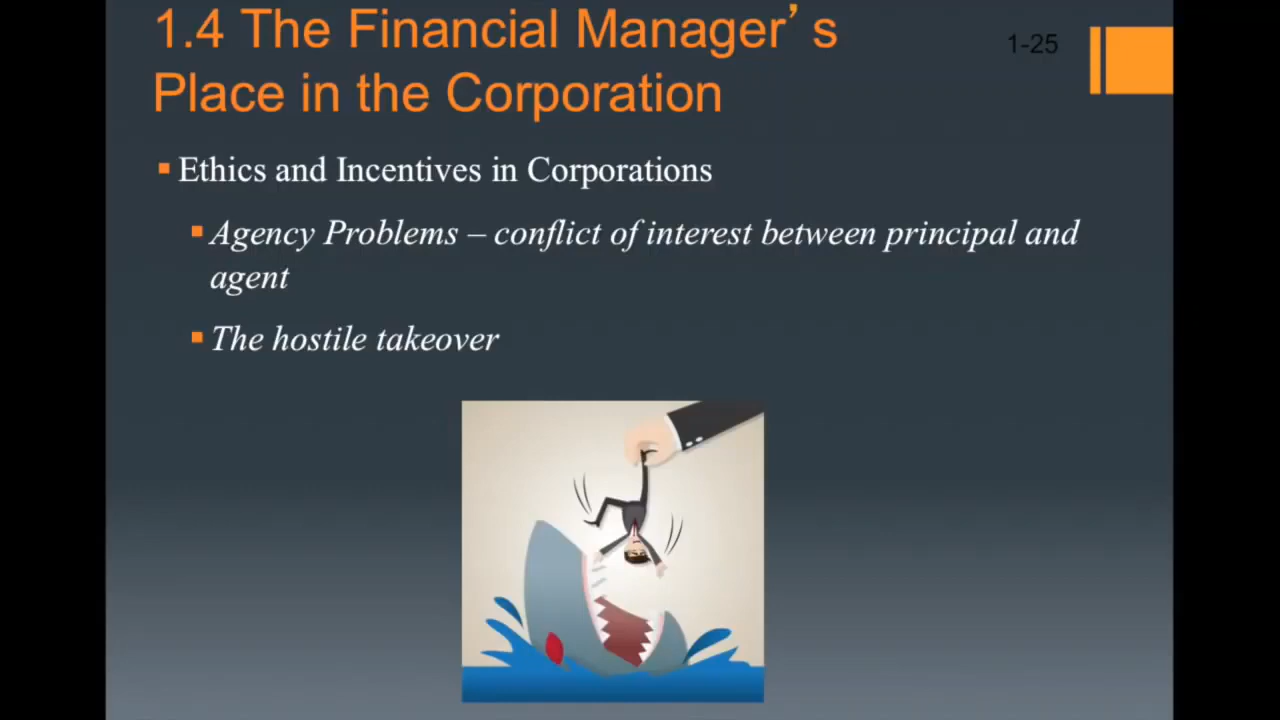 1.4 The Financial Manager’s
Place in the Corporation
1-25
Ethics and Incentives in Corporations
Agency Problems – conflict of interest between principal and
agent
The hostile takeover